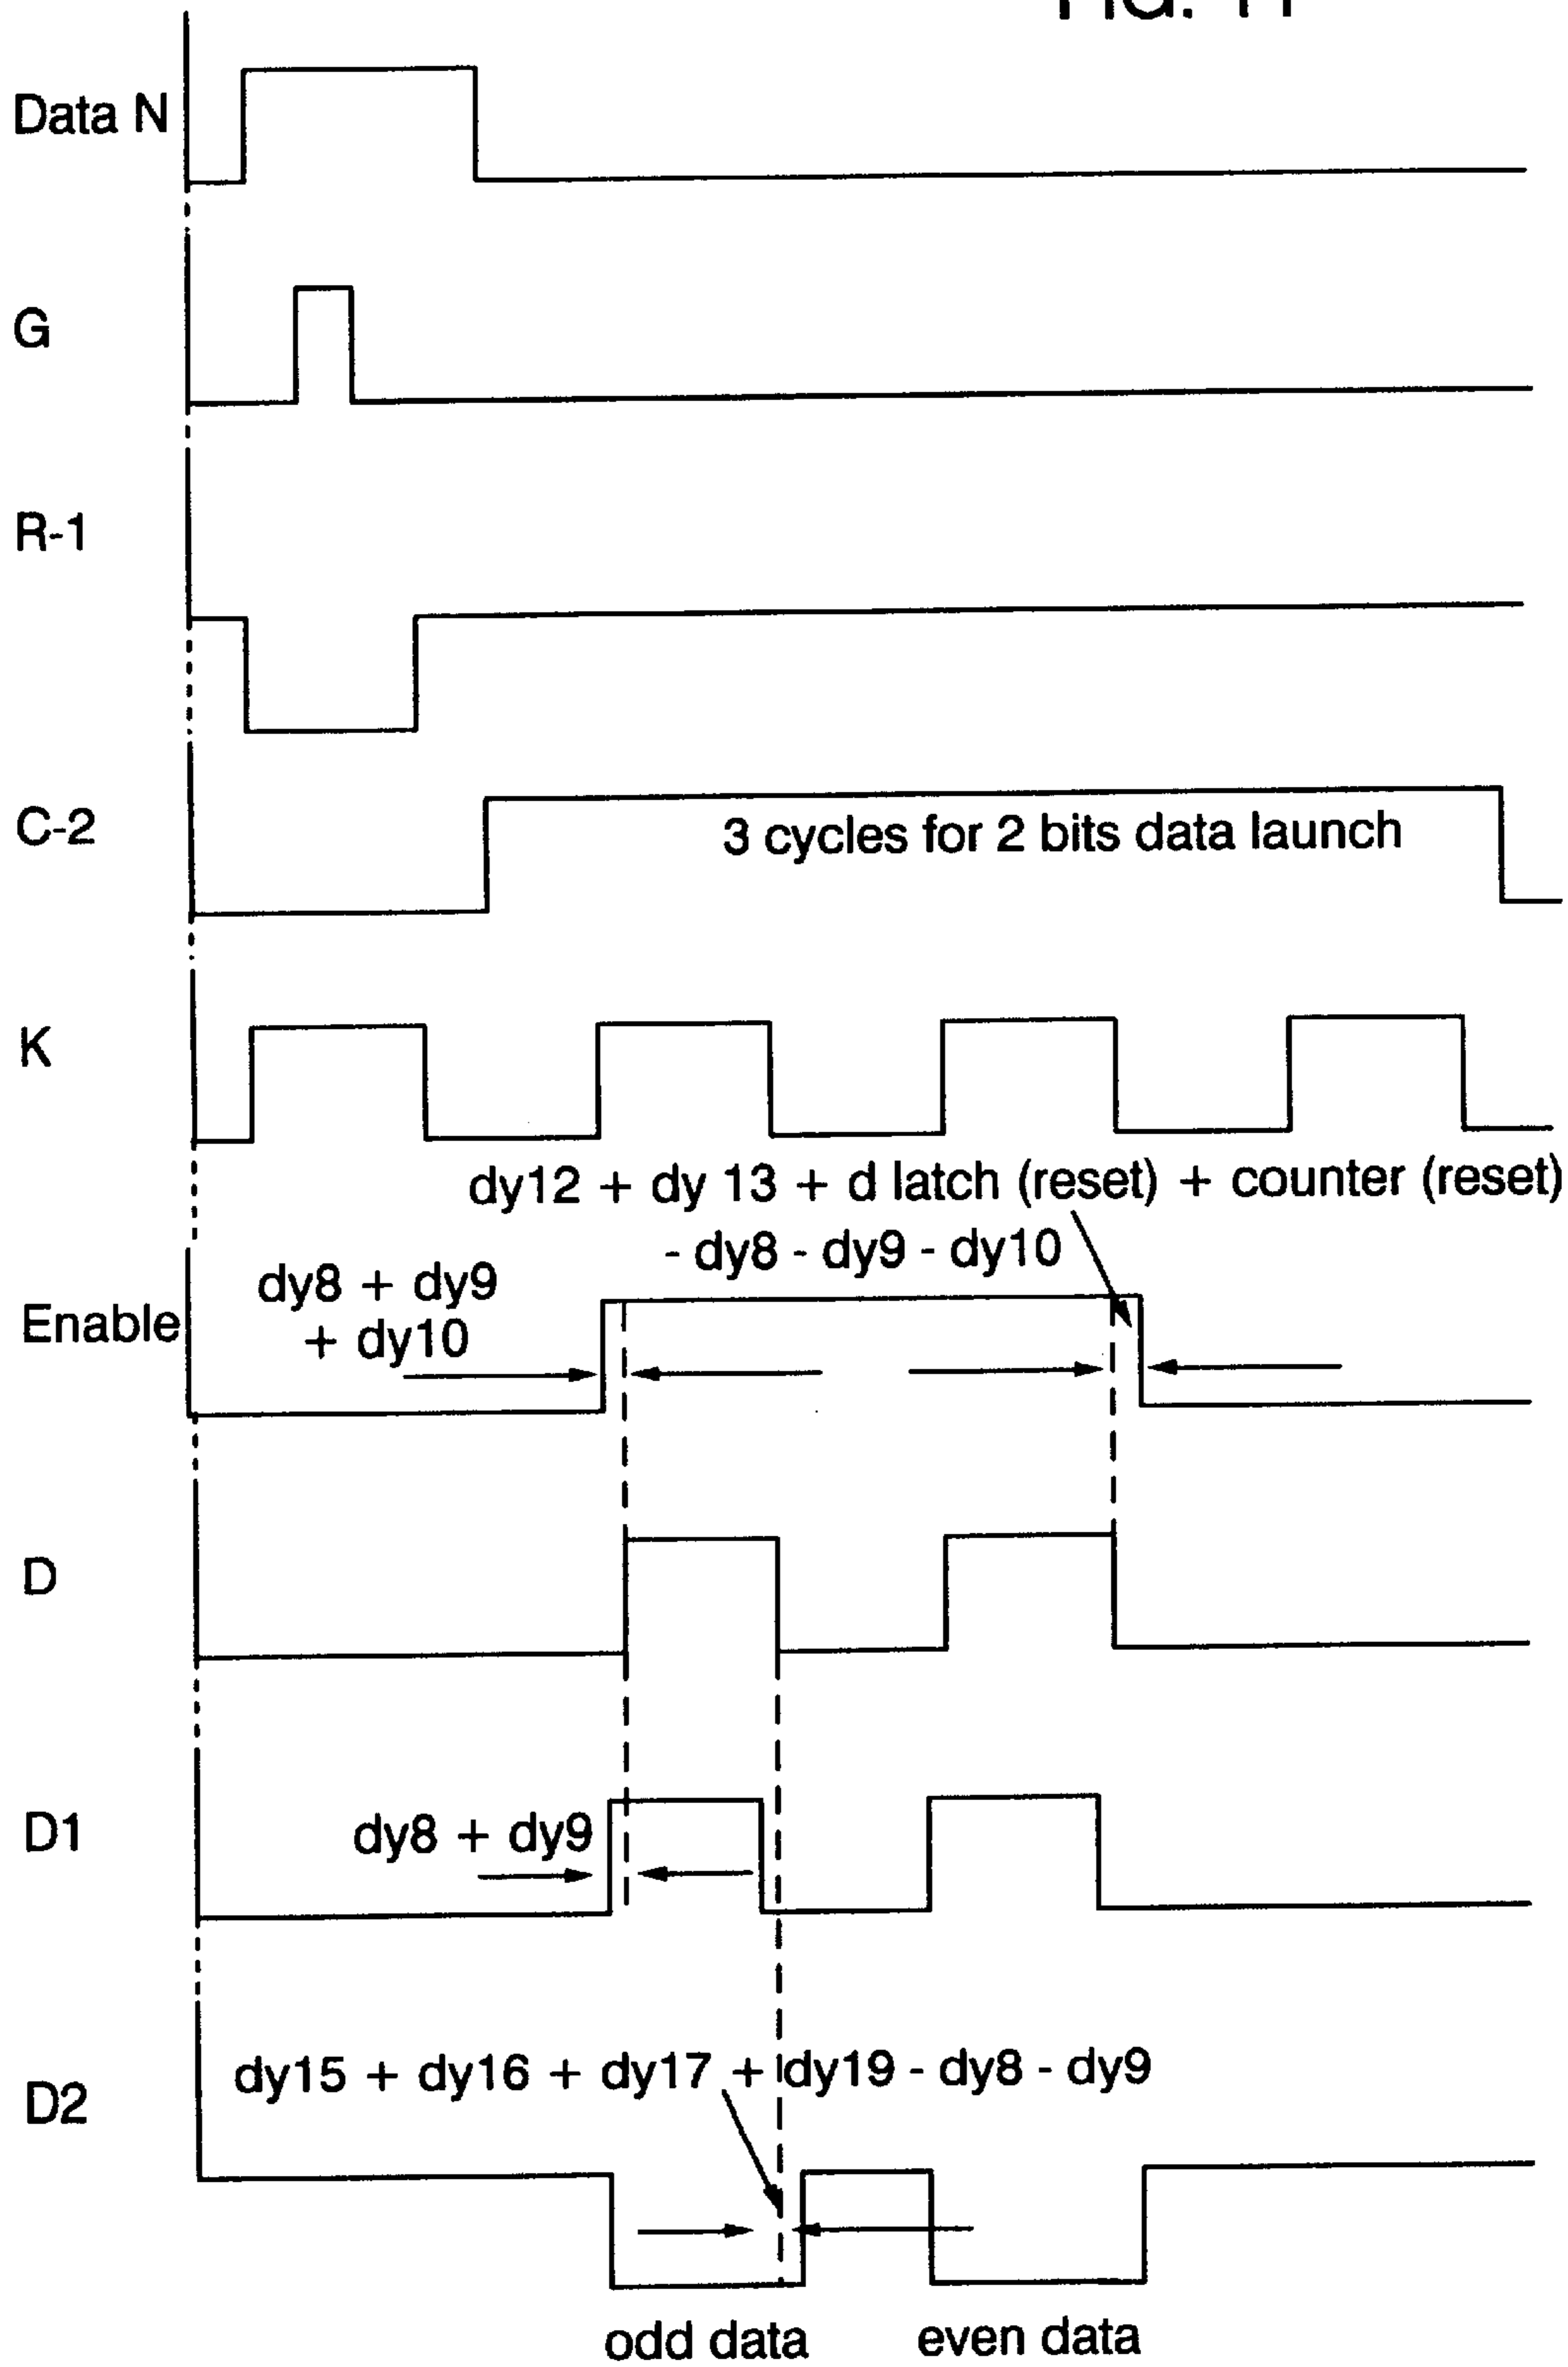 FIG. 11
Data N
G
R-1
C-2
3 cycles for 2 bits data launch
K
dy12 + dy 13 + d latch (reset) + counter (reset)
- dy8 - dy9 - dy10
dy8 + dy9
+ dy10
Enable
D
D1
dy8 + dy9
dy15 + dy16 + dy17 + dy19 - dy8 - dy9
D2
odd data even data